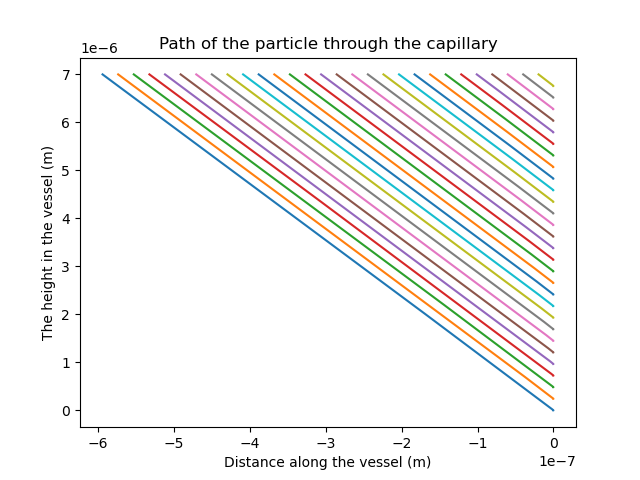 Path of the particle through the capillary
1e−6
7
6
5
4
3
2
1
0
The height in the vessel (m)
−6 −5 −4 −3 −2 −1 0
1e−7
Distance along the vessel (m)